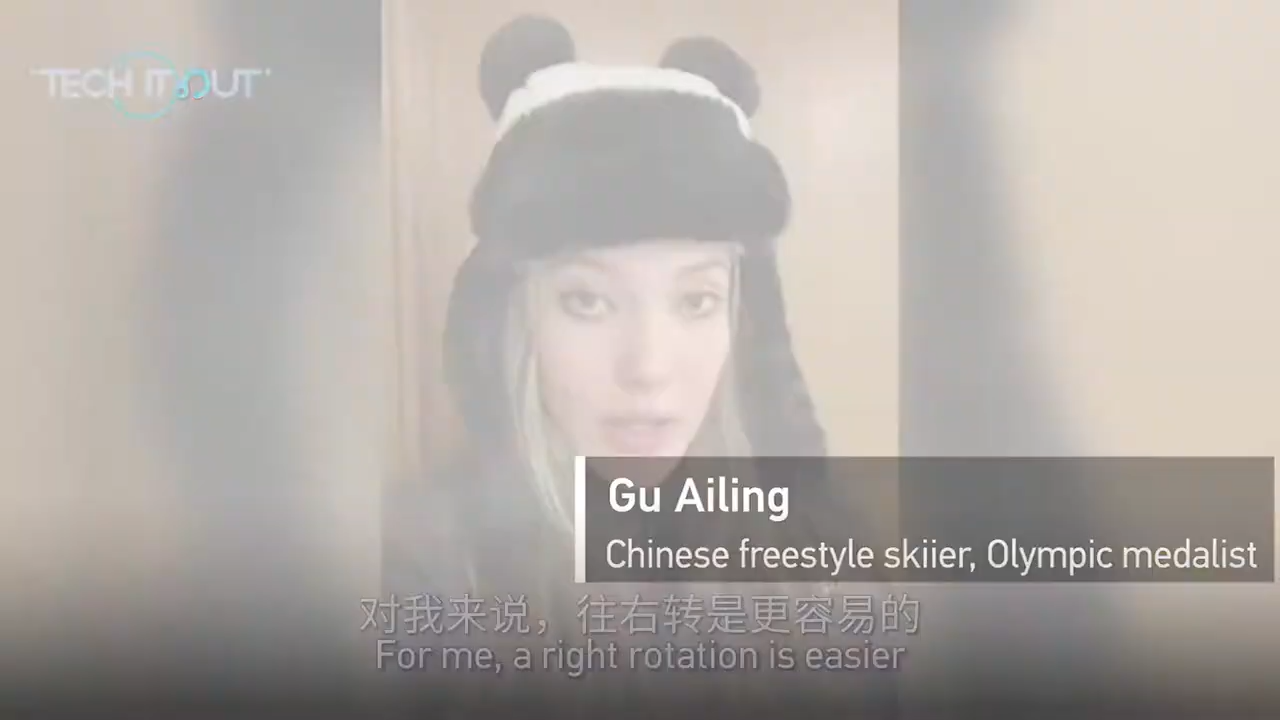 TECH IT OUT
Gu Ailing
Chinese freestyle skiier, Olympic medalist
对我来说，往右转是更容易的
For me, a right rotation is easier